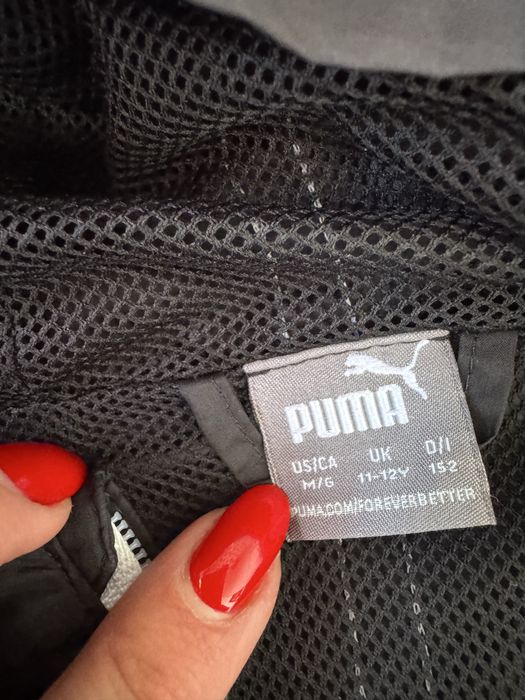 PUMA
US/CA UK D/I
M/G 11-12Y 152
PUMA.COM/FOREVERBETTER